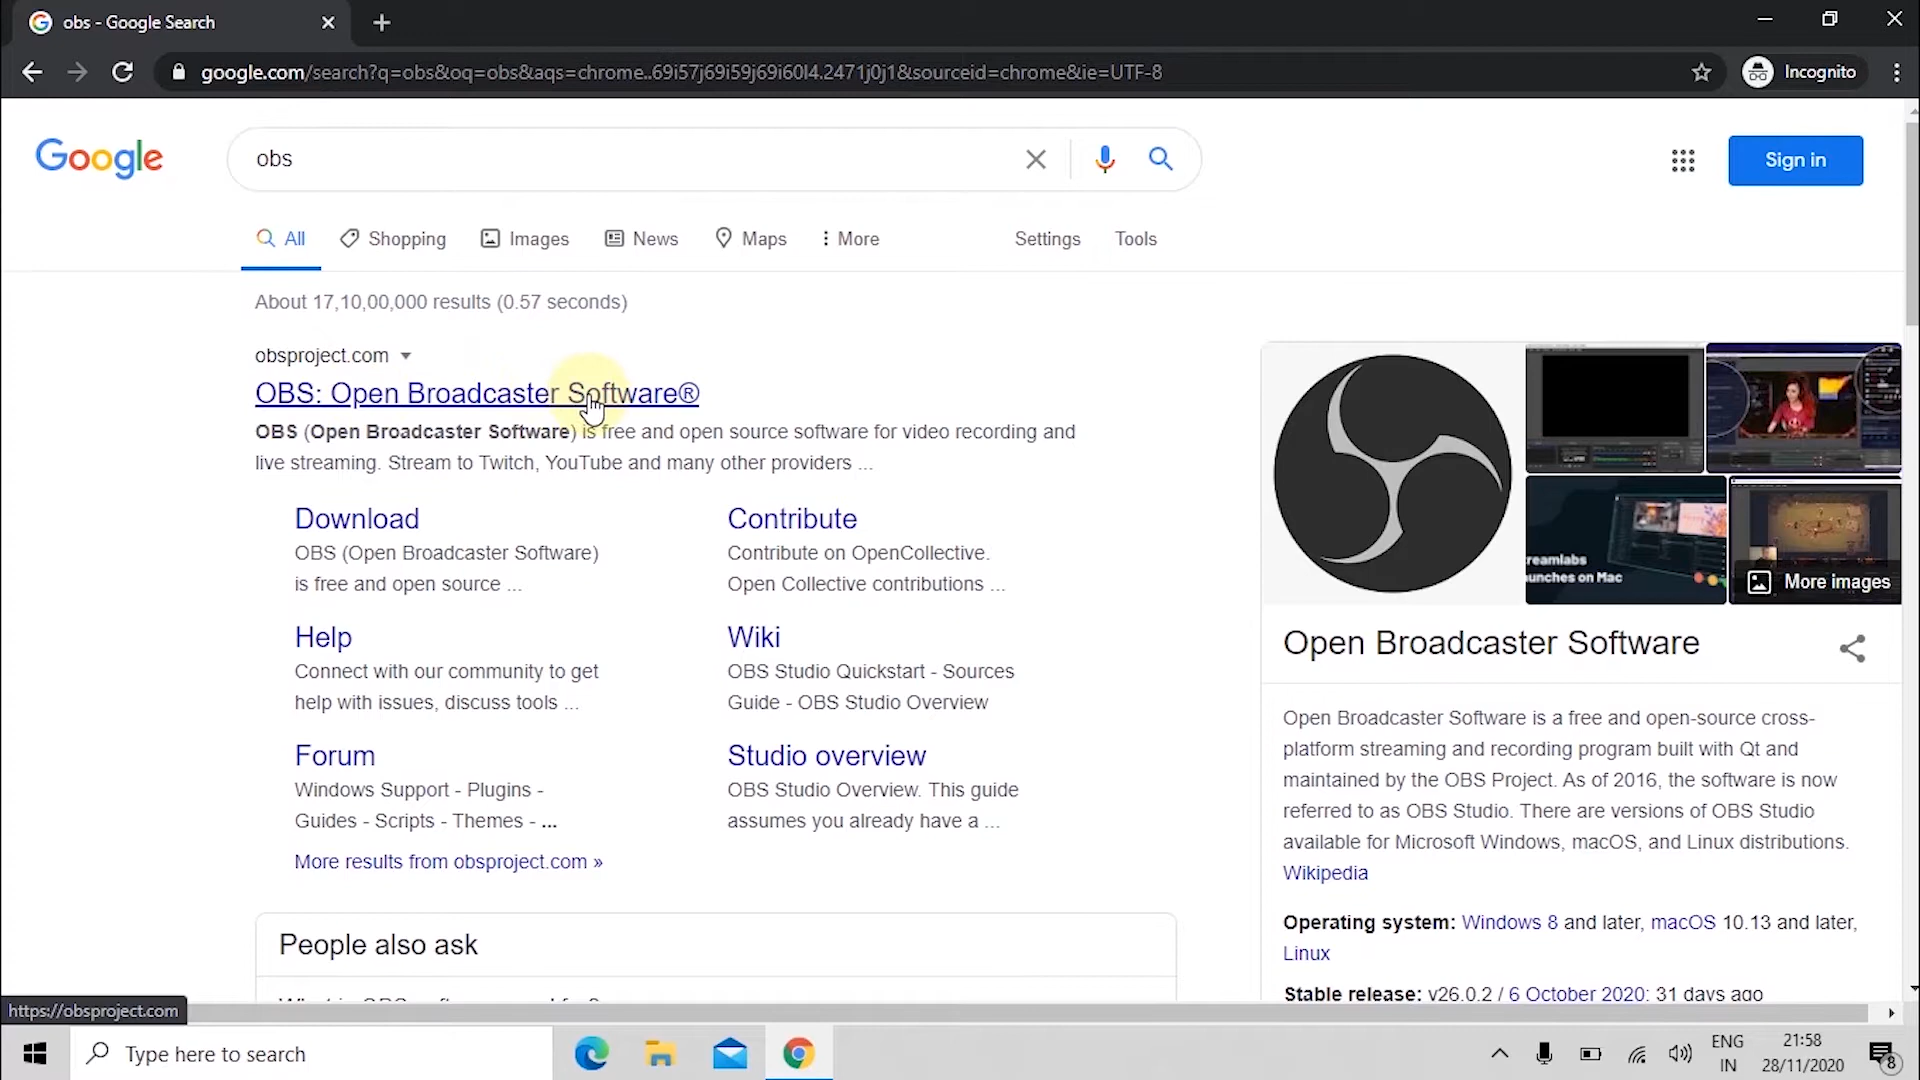 obs - Google Search
google.com/search?q=obs&oq=obs&aqs=chrome..69i57j69i59j69i60l4.2471j0j1&sourceid=chrome&ie=UTF-8
Incognito
Google
obs
Sign in
All
Shopping
Images
News
Maps
More
Settings
Tools
About 17,10,00,000 results (0.57 seconds)
obsproject.com
OBS: Open Broadcaster Software®
OBS (Open Broadcaster Software) is free and open source software for video recording and
live streaming. Stream to Twitch, YouTube and many other providers ...
Download
OBS (Open Broadcaster Software)
is free and open source ...
Contribute
Contribute on OpenCollective.
Open Collective contributions ...
Help
Connect with our community to get
help with issues, discuss tools ...
Wiki
OBS Studio Quickstart - Sources
Guide - OBS Studio Overview
Forum
Windows Support - Plugins -
Guides - Scripts - Themes - ...
Studio overview
OBS Studio Overview. This guide
assumes you already have a ...
More results from obsproject.com »
People also ask
reamlabs
unches on Mac
More images
Open Broadcaster Software
Open Broadcaster Software is a free and open-source cross-
platform streaming and recording program built with Qt and
maintained by the OBS Project. As of 2016, the software is now
referred to as OBS Studio. There are versions of OBS Studio
available for Microsoft Windows, macOS, and Linux distributions.
Wikipedia
Operating system: Windows 8 and later, macOS 10.13 and later,
Linux
Stable release: v26.0.2 / 6 October 2020; 31 days ago
https://obsproject.com
Type here to search
ENG
IN
21:58
28/11/2020
8